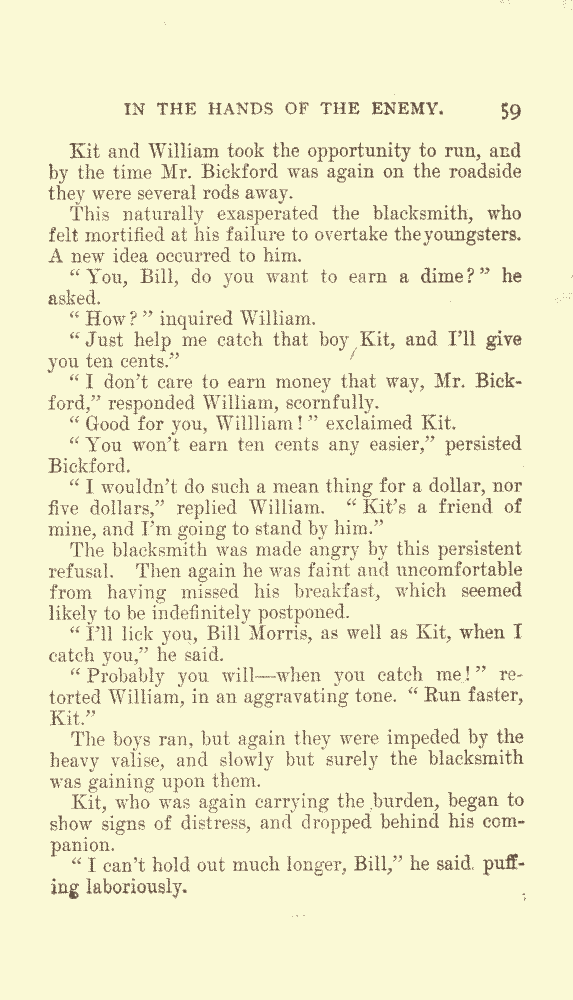 IN THE HANDS OF THE ENEMY. 59
Kit and William took the opportunity to run, and
by the time Mr. Bickford was again on the roadside
they were several rods away.
This naturally exasperated the blacksmith, who
felt mortified at his failure to overtake the youngsters.
A new idea occurred to him.
“ You, Bill, do you want to earn a dime? ” he
asked.
“ How? ” inquired William.
“ Just help me catch that boy Kit, and I’ll give
you ten cents.”
“ I don’t care to earn money that way, Mr. Bick-
ford,” responded William, scornfully.
“ Good for you, Willliam! ” exclaimed Kit.
“ You won’t earn ten cents any easier,” persisted
Bickford.
“ I wouldn’t do such a mean thing for a dollar, nor
five dollars,” replied William. “ Kit’s a friend of
mine, and I’m going to stand by him.”
The blacksmith was made angry by this persistent
refusal. Then again he was faint and uncomfortable
from having missed his breakfast, which seemed
likely to be indefinitely postponed.
“ I’ll lick you, Bill Morris, as well as Kit, when I
catch you,” he said.
“ Probably you will—when you catch me! ” re-
torted William, in an aggravating tone. “ Run faster,
Kit.”
The boys ran, but again they were impeded by the
heavy valise, and slowly but surely the blacksmith
was gaining upon them.
Kit, who was again carrying the burden, began to
show signs of distress, and dropped behind his com-
panion.
“ I can’t hold out much longer, Bill,” he said, puff-
ing laboriously.